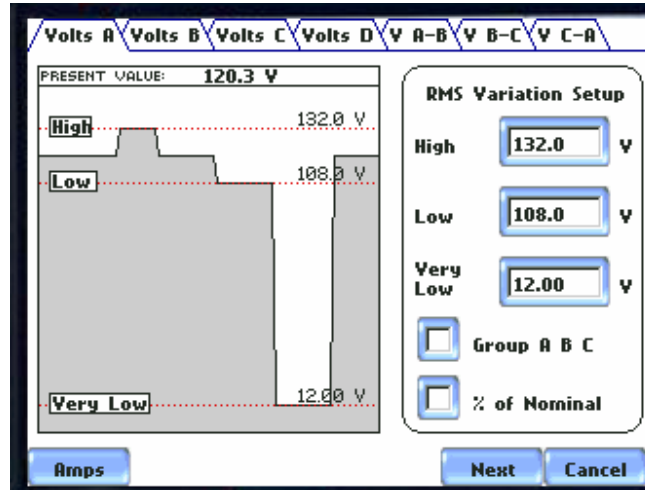 Volts A Volts B Volts C Volts D V A-B V B-C V C-A
PRESENT VALUE: 120.3 V
High 132.0 V
Low 108.0 V
Very Low 12.00 V
RMS Variation Setup
High 132.0 V
Low 108.0 V
Very
Low 12.00 V
Group A B C
% of Nominal
Amps Next Cancel